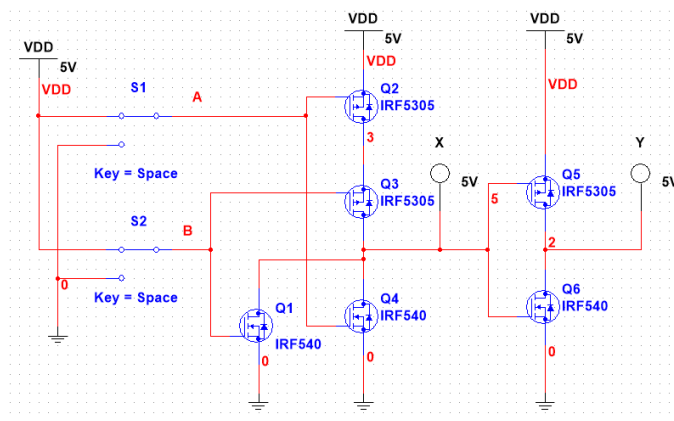 VDD
5V
VDD
S1
A
Key = Space
S2
B
0
Key = Space
VDD
5V
VDD
Q2
IRF5305
3
Q3
IRF5305
Q1
IRF540
0
Q4
IRF540
0
X
5V
VDD
5V
VDD
Q5
IRF5305
5
2
Q6
IRF540
0
Y
5V